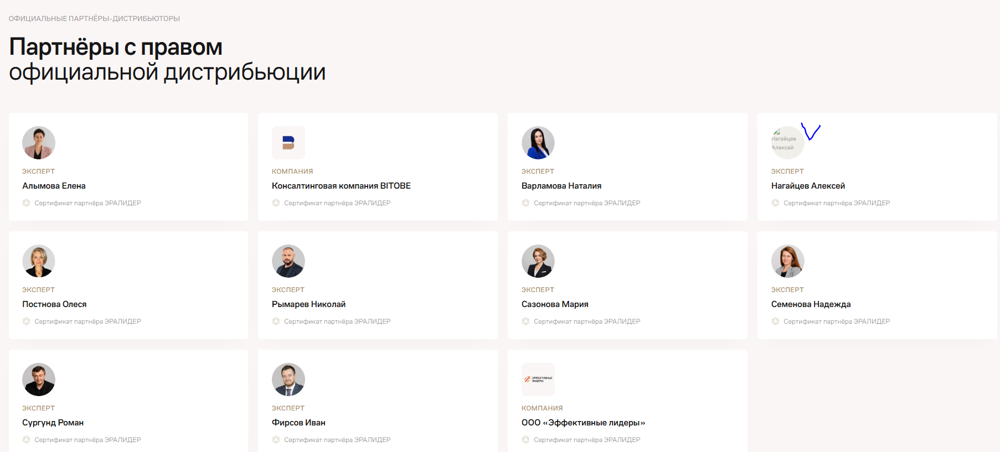 ОФИЦИАЛЬНЫЕ ПАРТНЁРЫ-ДИСТРИБЬЮТОРЫ
Партнёры с правом
официальной дистрибьюции
ЭКСПЕРТ
Алымова Елена
Сертификат партнёра ЭРАЛИДЕР
КОМПАНИЯ
Консалтинговая компания BITOBE
Сертификат партнёра ЭРАЛИДЕР
ЭКСПЕРТ
Варламова Наталия
Сертификат партнёра ЭРАЛИДЕР
Нагайцев
Алексей
ЭКСПЕРТ
Нагайцев Алексей
Сертификат партнёра ЭРАЛИДЕР
ЭКСПЕРТ
Постнова Олеся
Сертификат партнёра ЭРАЛИДЕР
ЭКСПЕРТ
Рымарев Николай
Сертификат партнёра ЭРАЛИДЕР
ЭКСПЕРТ
Сазонова Мария
Сертификат партнёра ЭРАЛИДЕР
ЭКСПЕРТ
Семенова Надежда
Сертификат партнёра ЭРАЛИДЕР
ЭКСПЕРТ
Сургунд Роман
Сертификат партнёра ЭРАЛИДЕР
ЭКСПЕРТ
Фирсов Иван
Сертификат партнёра ЭРАЛИДЕР
ЭФФЕКТИВНЫЕ
ЛИДЕРЫ
КОМПАНИЯ
ООО «Эффективные лидеры»
Сертификат партнёра ЭРАЛИДЕР